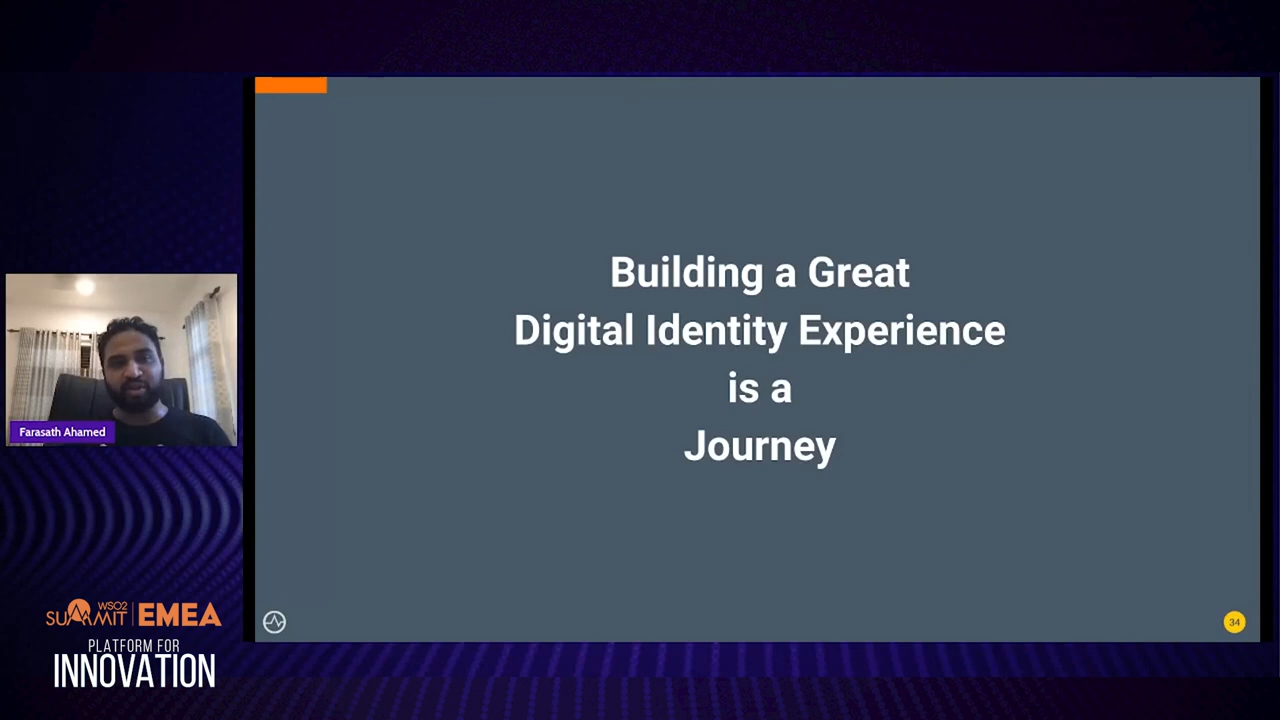 Building a Great
Digital Identity Experience
is a
Journey
Farasath Ahamed
WSO2
SUMMIT
EMEA
PLATFORM FOR
INNOVATION
34